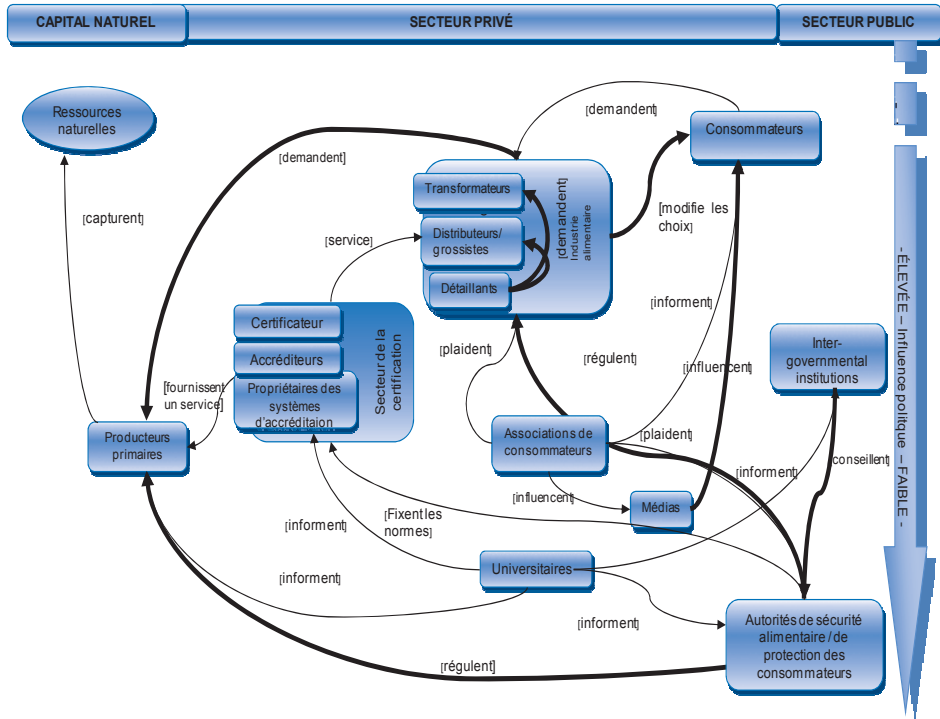 CAPITAL NATUREL
SECTEUR PRIVÉ
SECTEUR PUBLIC
Ressources
naturelles
[demandent]
Consommateurs
[demandent]
Transformateurs
[capturent]
[service]
Distributeurs/
grossistes
[demandent]
Industrie
alimentaire
[modifie les
choix]
Détaillants
Certificateur
Accréditeurs
Propriétaires des
systèmes
d'accréditaion
Secteur de la
certification
[fournissent
un service]
[plaident]
[régulent]
[informent]
[influencent]
Inter-
governmental
institutions
Producteurs
primaires
Associations de
consommateurs
[plaident]
[informent]
conseillent]
[influencent]
Médias
[informent]
[Fixent les
normes]
[informent]
Universitaires
[informent]
Autorités de sécurité
alimentaire / de
protection des
consommateurs
[régulent]
- ÉLEVÉE – Influence politque – FAIBLE -